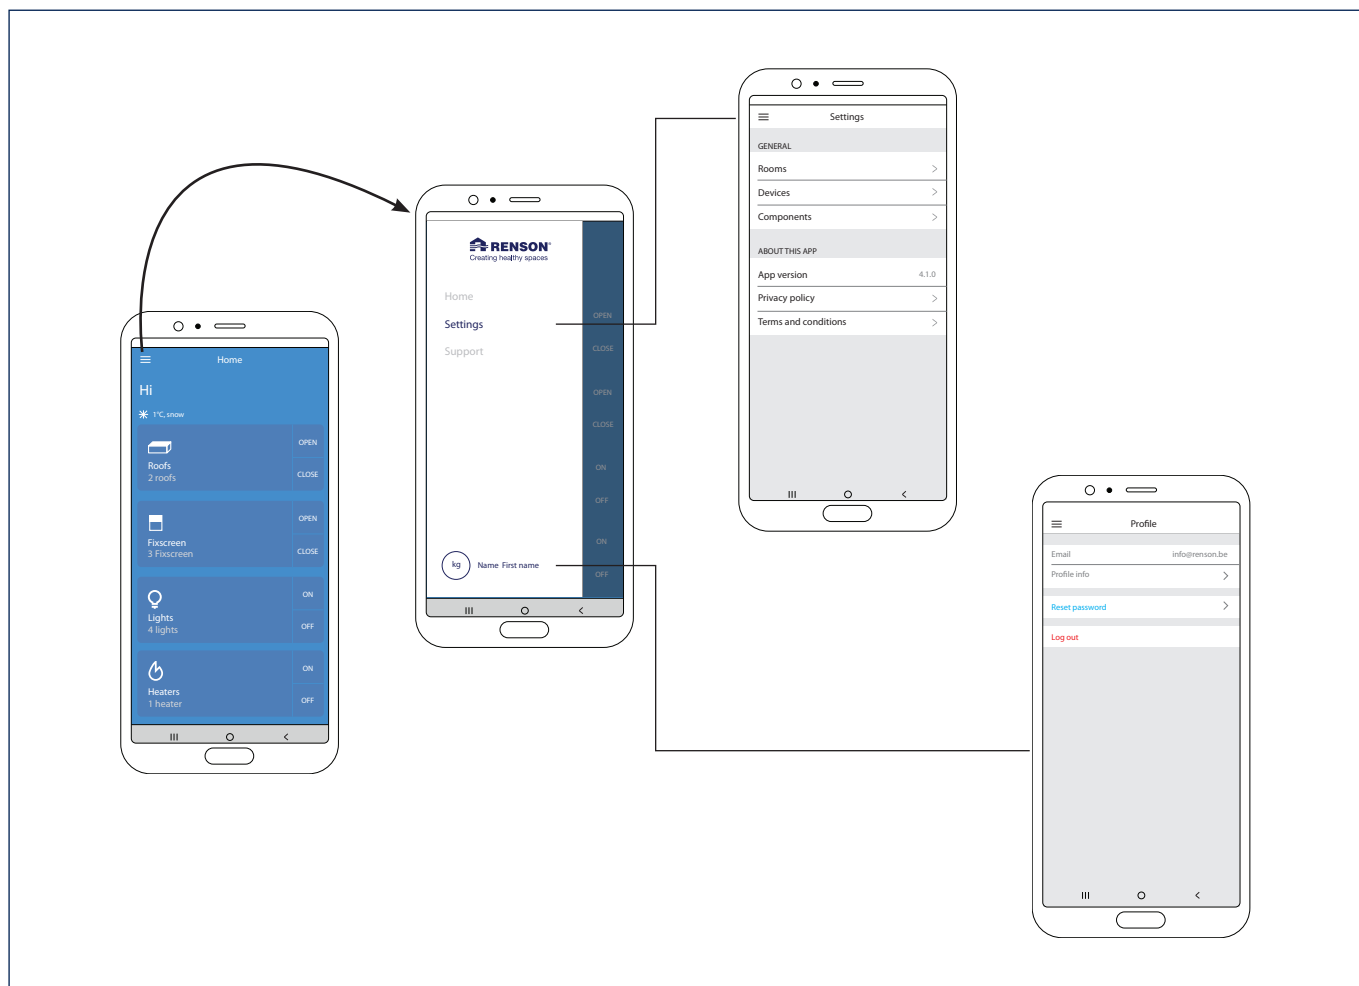 Home
Hi
1°C, snow
Roofs
2 roofs
OPEN
CLOSE
Fixscreen
3 Fixscreen
OPEN
CLOSE
Lights
4 lights
ON
OFF
Heaters
1 heater
ON
OFF
RENSON®
Creating healthy spaces
Home
Settings
Support
OPEN
CLOSE
OPEN
CLOSE
ON
OFF
ON
OFF
kg Name First name
Settings
GENERAL
Rooms
Devices
Components
ABOUT THIS APP
App version 4.1.0
Privacy policy
Terms and conditions
Profile
Email info@renson.be
Profile info
Reset password
Log out